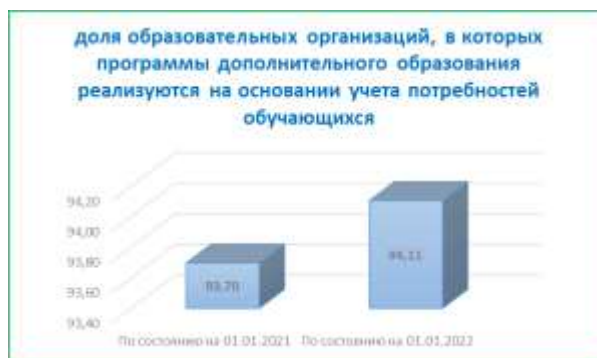 доля образовательных организаций, в которых
программы дополнительного образования
реализуются на основании учета потребностей
обучающихся
94,20
94,00
93,80
93,60
93,40
93,70
94,11
По состоянию на 01.01.2021 По состоянию на 01.01.2022